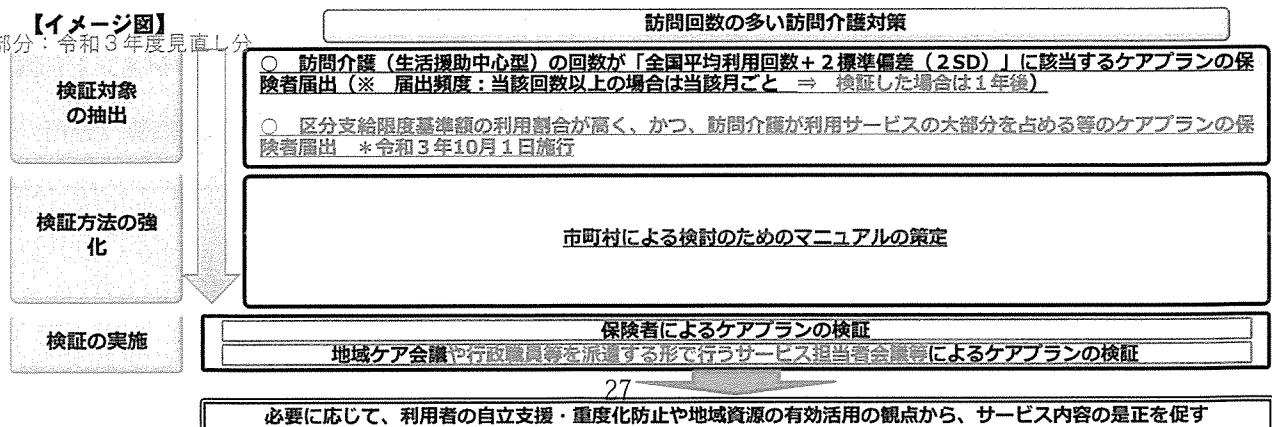 【イメージ図】
訪問回数の多い訪問介護対策
部分：令和３年度見直し分
検証対象
の抽出
○ 訪問介護（生活援助中心型）の回数が「全国平均利用回数＋２標準偏差（２SD）」に該当するケアプランの保
険者届出（※ 届出頻度：当該回数以上の場合は当該月ごと ⇒ 検証した場合は１年後）
○ 区分支給限度基準額の利用割合が高く、かつ、訪問介護が利用サービスの大部分を占める等のケアプランの保
険者届出 ＊令和３年10月１日施行
検証方法の強
化
市町村による検討のためのマニュアルの策定
検証の実施
保険者によるケアプランの検証
地域ケア会議や行政職員等を派遣する形で行うサービス担当者会議等によるケアプランの検証
27
必要に応じて、利用者の自立支援・重度化防止や地域資源の有効活用の観点から、サービス内容の是正を促す